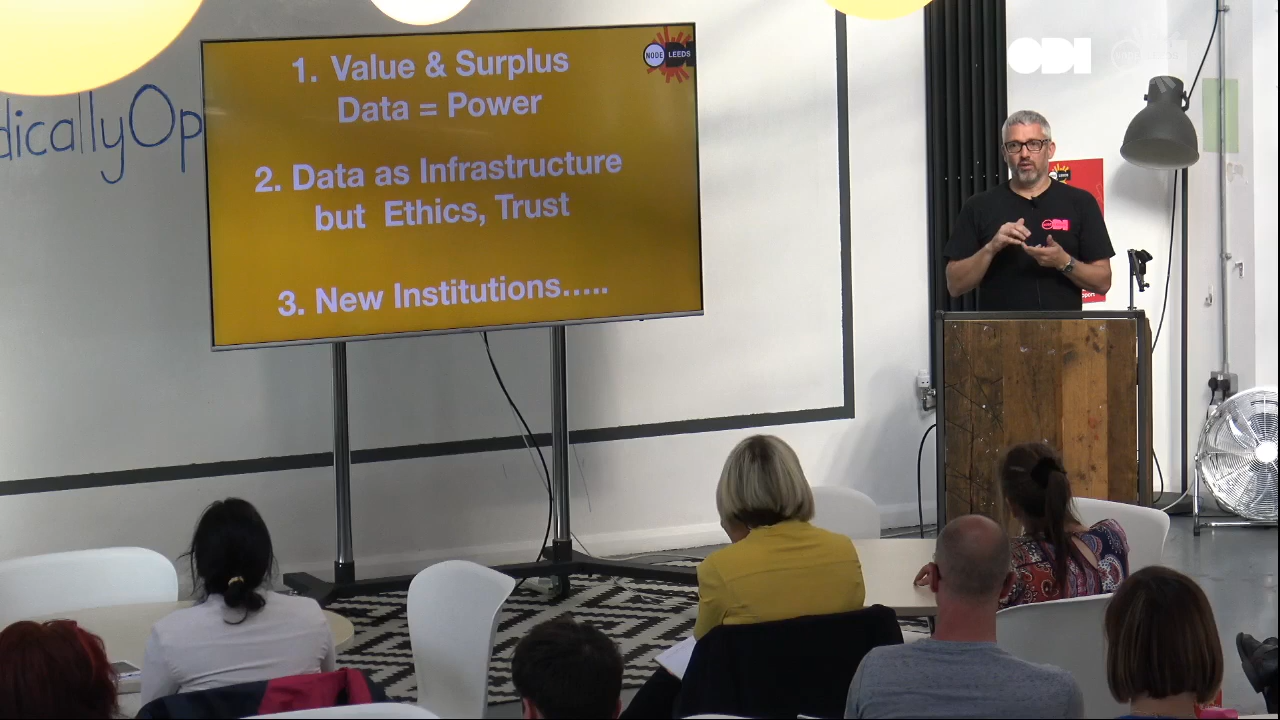 ODI
dicallyOp
NODE LEEDS
1. Value & Surplus
Data = Power
2. Data as Infrastructure
but Ethics, Trust
3. New Institutions.....
ODI